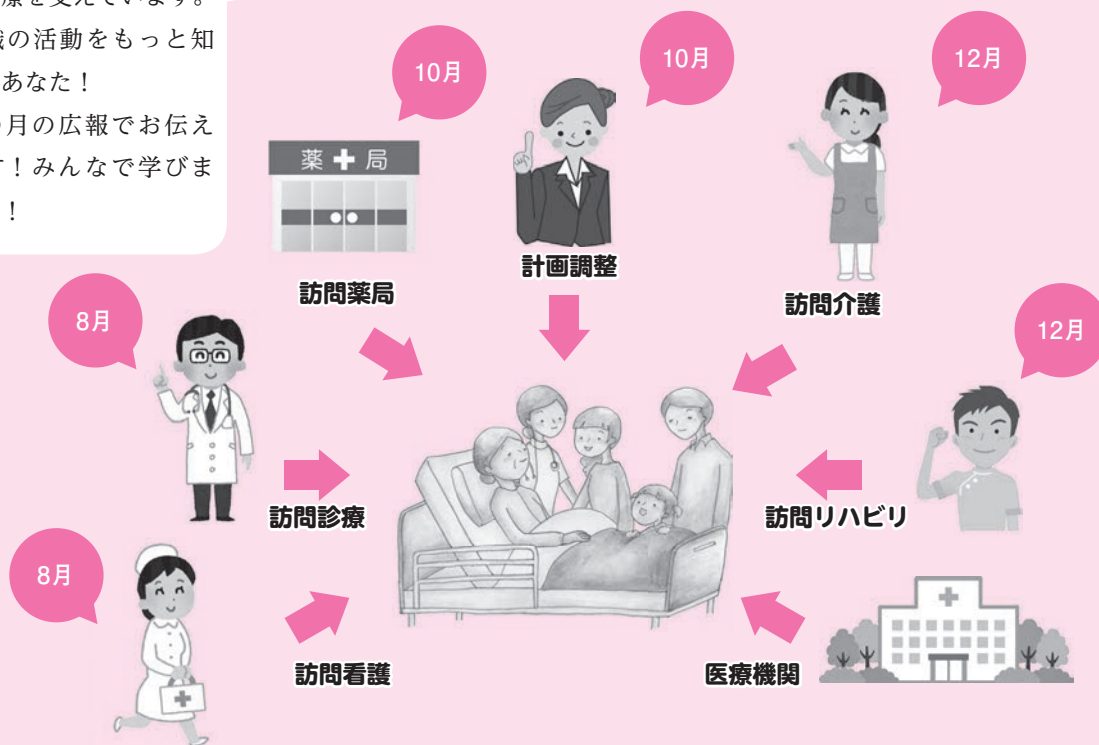 療を支えています。
職の活動をもっと知
あなた！
の月の広報でお伝え
す！みんなで学びま
！
10月
10月
12月
薬 局
訪問薬局
計画調整
訪問介護
8月
12月
訪問診療
訪問リハビリ
8月
訪問看護
医療機関